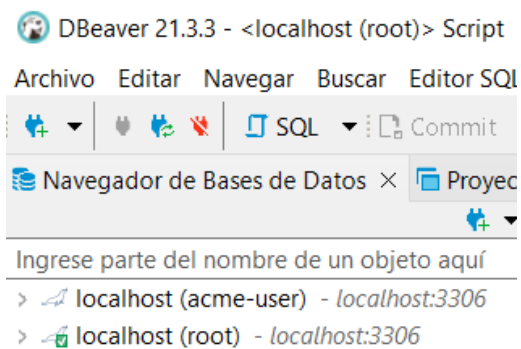 DBeaver 21.3.3 - <localhost (root)> Script
Archivo Editar Navegar Buscar Editor SQL
SQL Commit
Navegador de Bases de Datos Proyec
Ingrese parte del nombre de un objeto aquí
localhost (acme-user) - localhost:3306
localhost (root) - localhost:3306